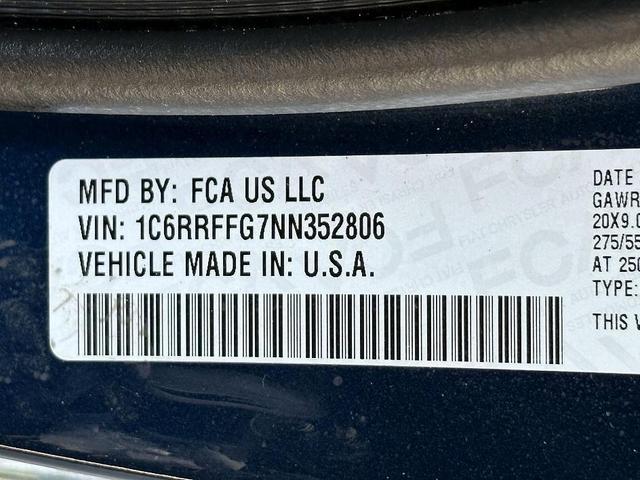 MFD BY: FCA US LLC
VIN: 1C6RRFFG7NN352806
VEHICLE MADE IN: U.S.A.
DATE
GAWR
20X9.0
275/55
AT 250
TYPE:
THIS V